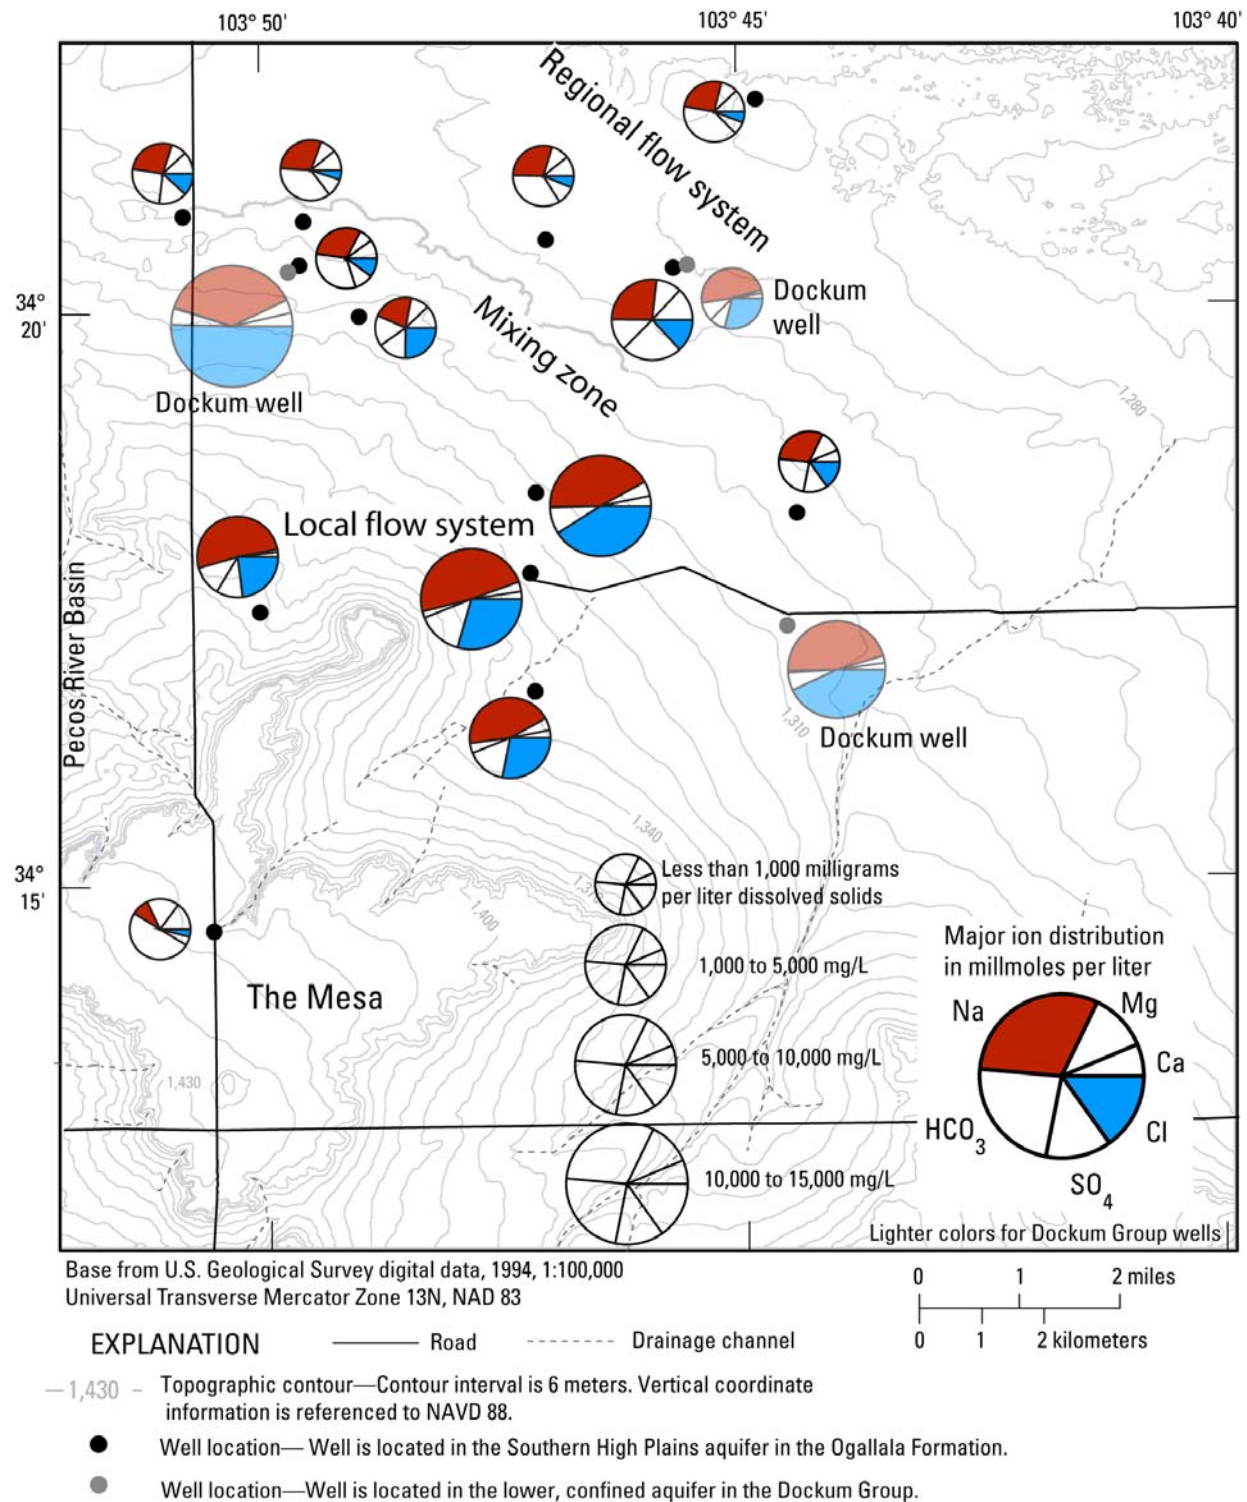 103° 50'
103° 45'
103° 40'
Regional flow system
34°
20'
Mixing zone
Dockum
well
Dockum well
1,280
Local flow system
Pecos River Basin
1,310
Dockum well
1,340
34°
15'
Less than 1,000 milligrams
per liter dissolved solids
1,400
1,000 to 5,000 mg/L
The Mesa
5,000 to 10,000 mg/L
1,430
10,000 to 15,000 mg/L
Major ion distribution
in millmoles per liter
Na
Mg
Ca
HCO3
Cl
SO4
Lighter colors for Dockum Group wells
Base from U.S. Geological Survey digital data, 1994, 1:100,000
Universal Transverse Mercator Zone 13N, NAD 83
0 1 2 miles
0 1 2 kilometers
EXPLANATION
Road
Drainage channel
1,430
Topographic contour—Contour interval is 6 meters. Vertical coordinate
information is referenced to NAVD 88.
Well location— Well is located in the Southern High Plains aquifer in the Ogallala Formation.
Well location—Well is located in the lower, confined aquifer in the Dockum Group.